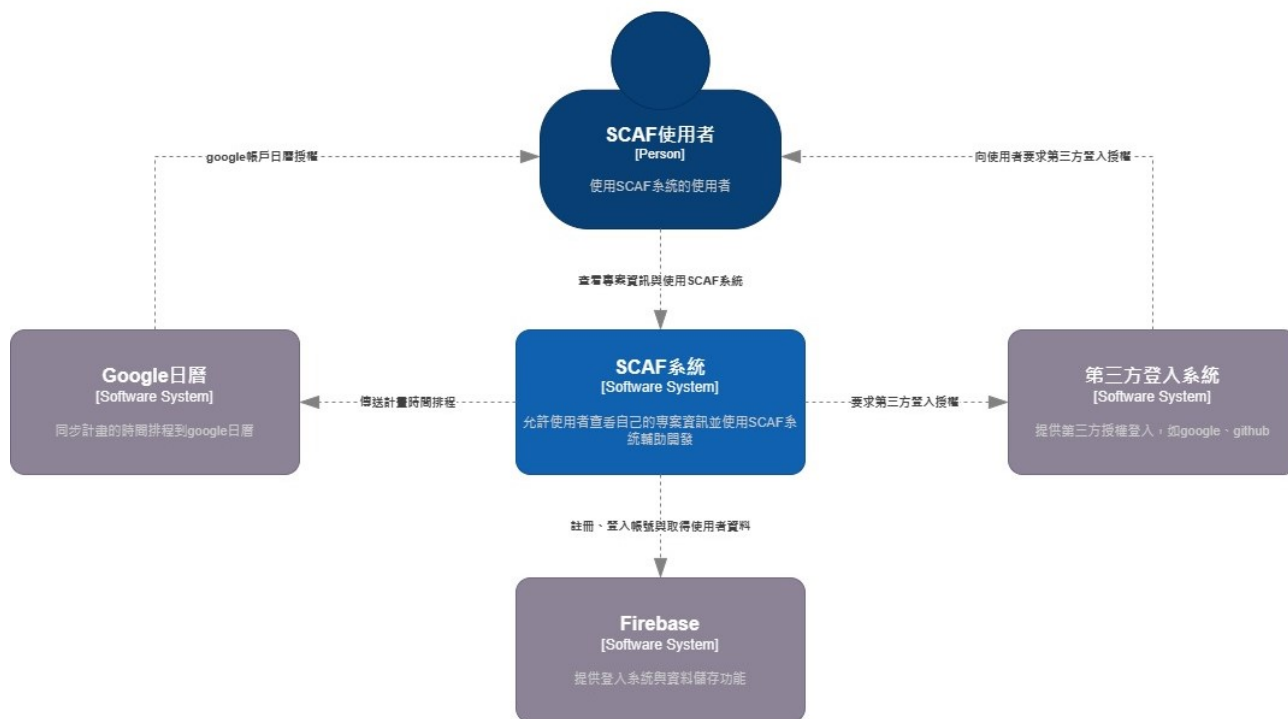 SCAF使用者
[Person]
使用SCAF系統的使用者
google帳戶日曆授權
向使用者要求第三方登入授權
查看專案資訊與使用SCAF系統
Google日曆
[Software System]
同步計畫的時間排程到google日曆
傳送計畫時間排程
SCAF系統
[Software System]
允許使用者查看自己的專案資訊並使用SCAF系
統輔助開發
要求第三方登入授權
第三方登入系統
[Software System]
提供第三方授權登入，如google、github
註冊、登入帳號與取得使用者資料
Firebase
[Software System]
提供登入系統與資料儲存功能